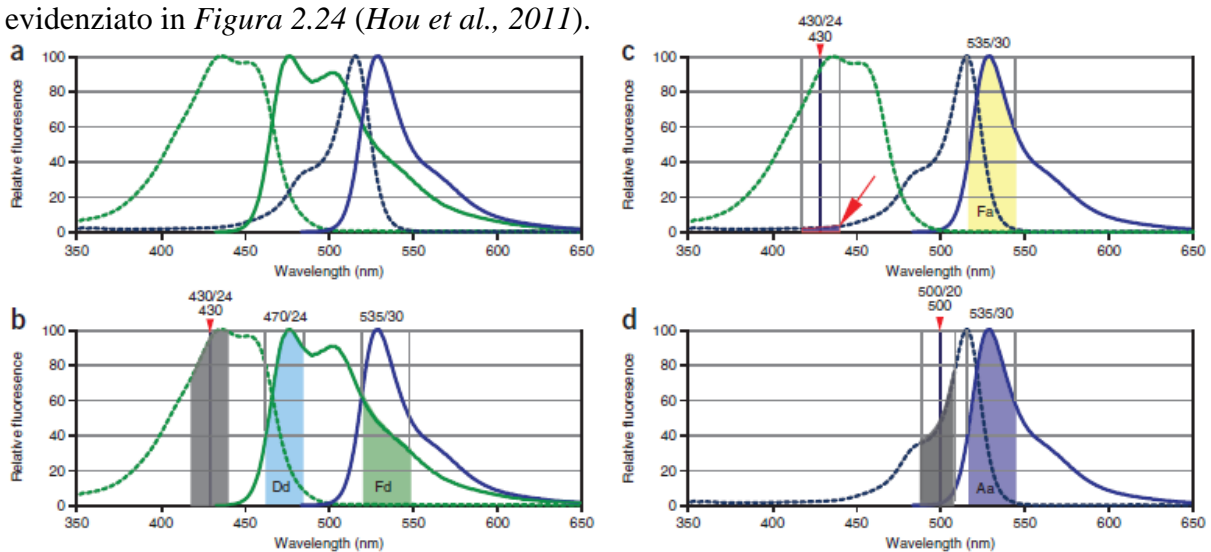 evidenziato in Figura 2.24 (Hou et al., 2011).
a
100
80
60
40
20
0
Relative fluorescence
350 400 450 500 550 600 650
Wavelength (nm)
c
430/24
430
535/30
100
80
60
40
20
0
Relative fluorescence
Fa
350 400 450 500 550 600 650
Wavelength (nm)
b
430/24
430
470/24
535/30
100
80
60
40
20
0
Relative fluoresence
Dd
Fd
350 400 450 500 550 600 650
Wavelength (nm)
d
500/20
500
535/30
100
80
60
40
20
0
Relative fluorescence
Aa
350 400 450 500 550 600 650
Wavelength (nm)